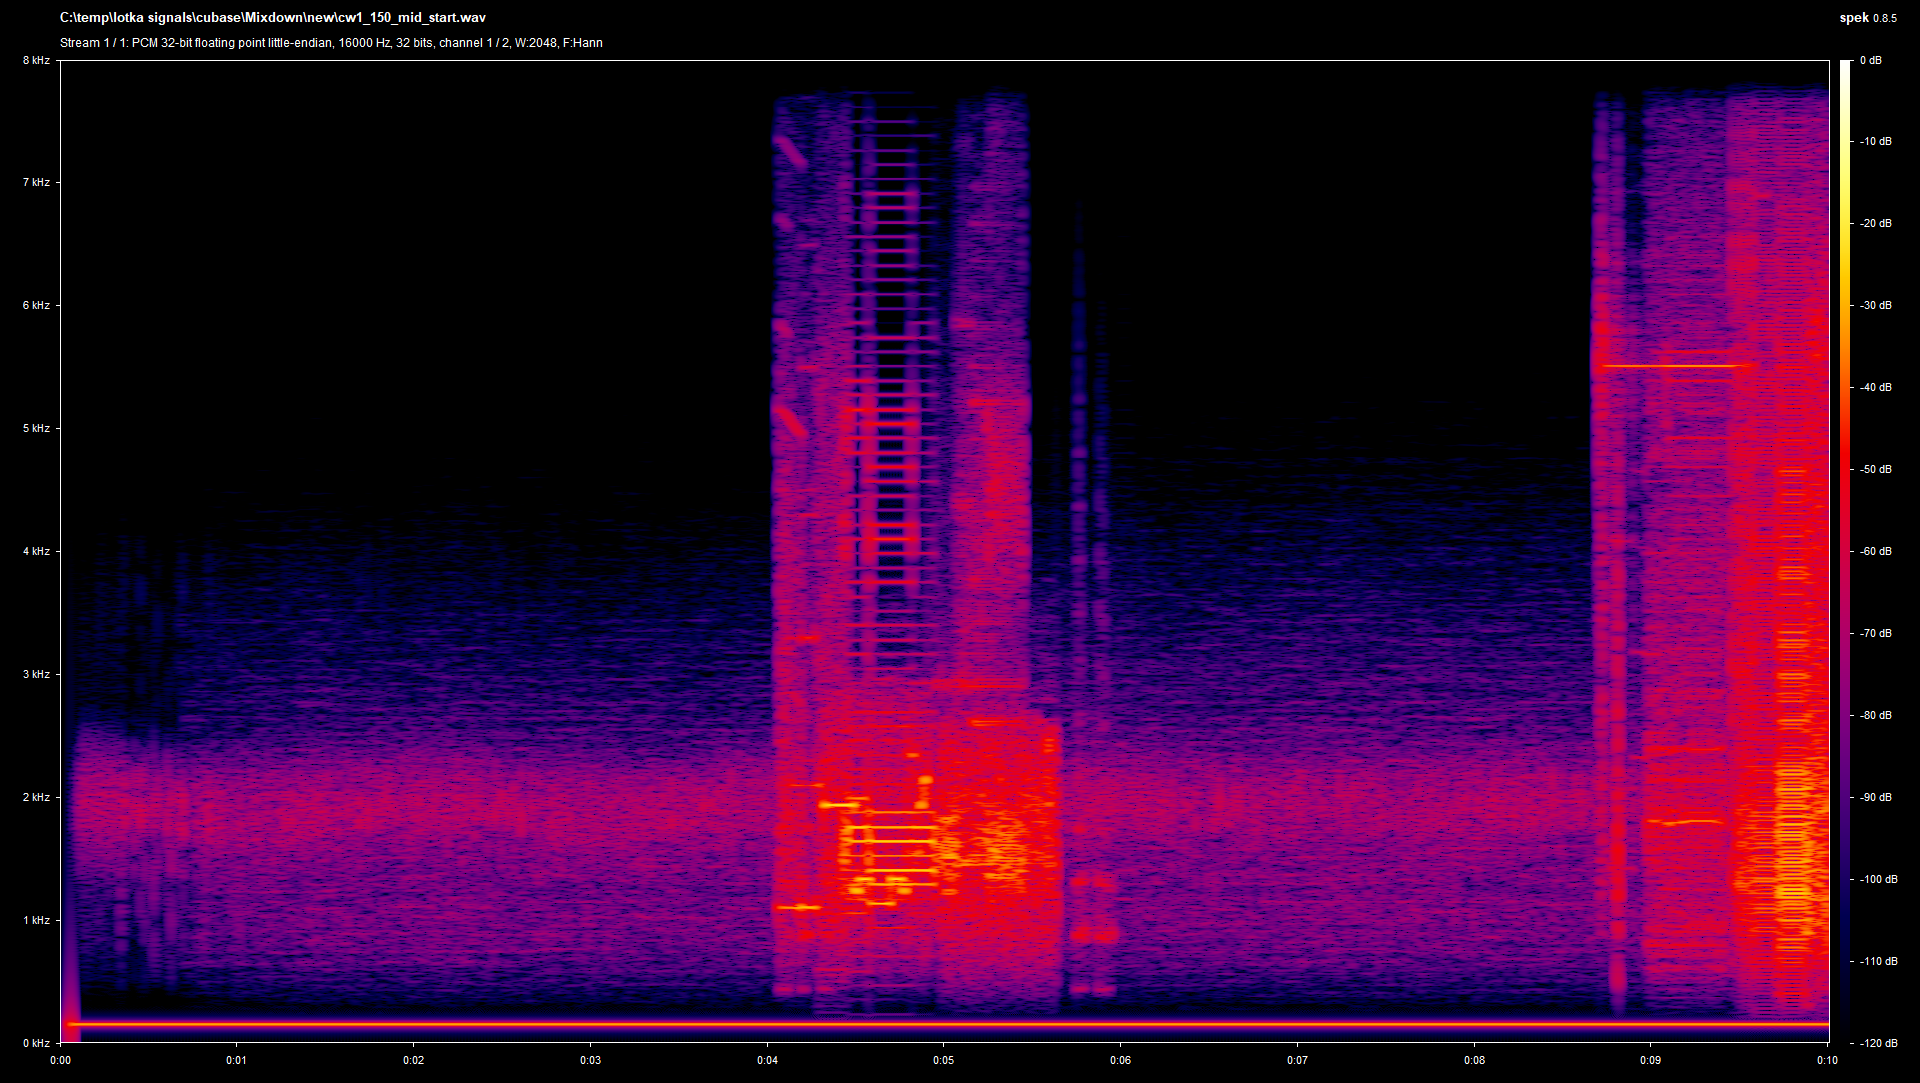 C:\temp\lotka signals\cubase\Mixdown\new\cw1_150_mid_start.wav
spek 0.8.5
Stream 1 / 1: PCM 32-bit floating point little-endian, 16000 Hz, 32 bits, channel 1 / 2, W:2048, F:Hann
8 kHz
7 kHz
6 kHz
5 kHz
4 kHz
3 kHz
2 kHz
1 kHz
0 kHz
0:00
0:01
0:02
0:03
0:04
0:05
0:06
0:07
0:08
0:09
0:10
0 dB
-10 dB
-20 dB
-30 dB
-40 dB
-50 dB
-60 dB
-70 dB
-80 dB
-90 dB
-100 dB
-110 dB
-120 dB